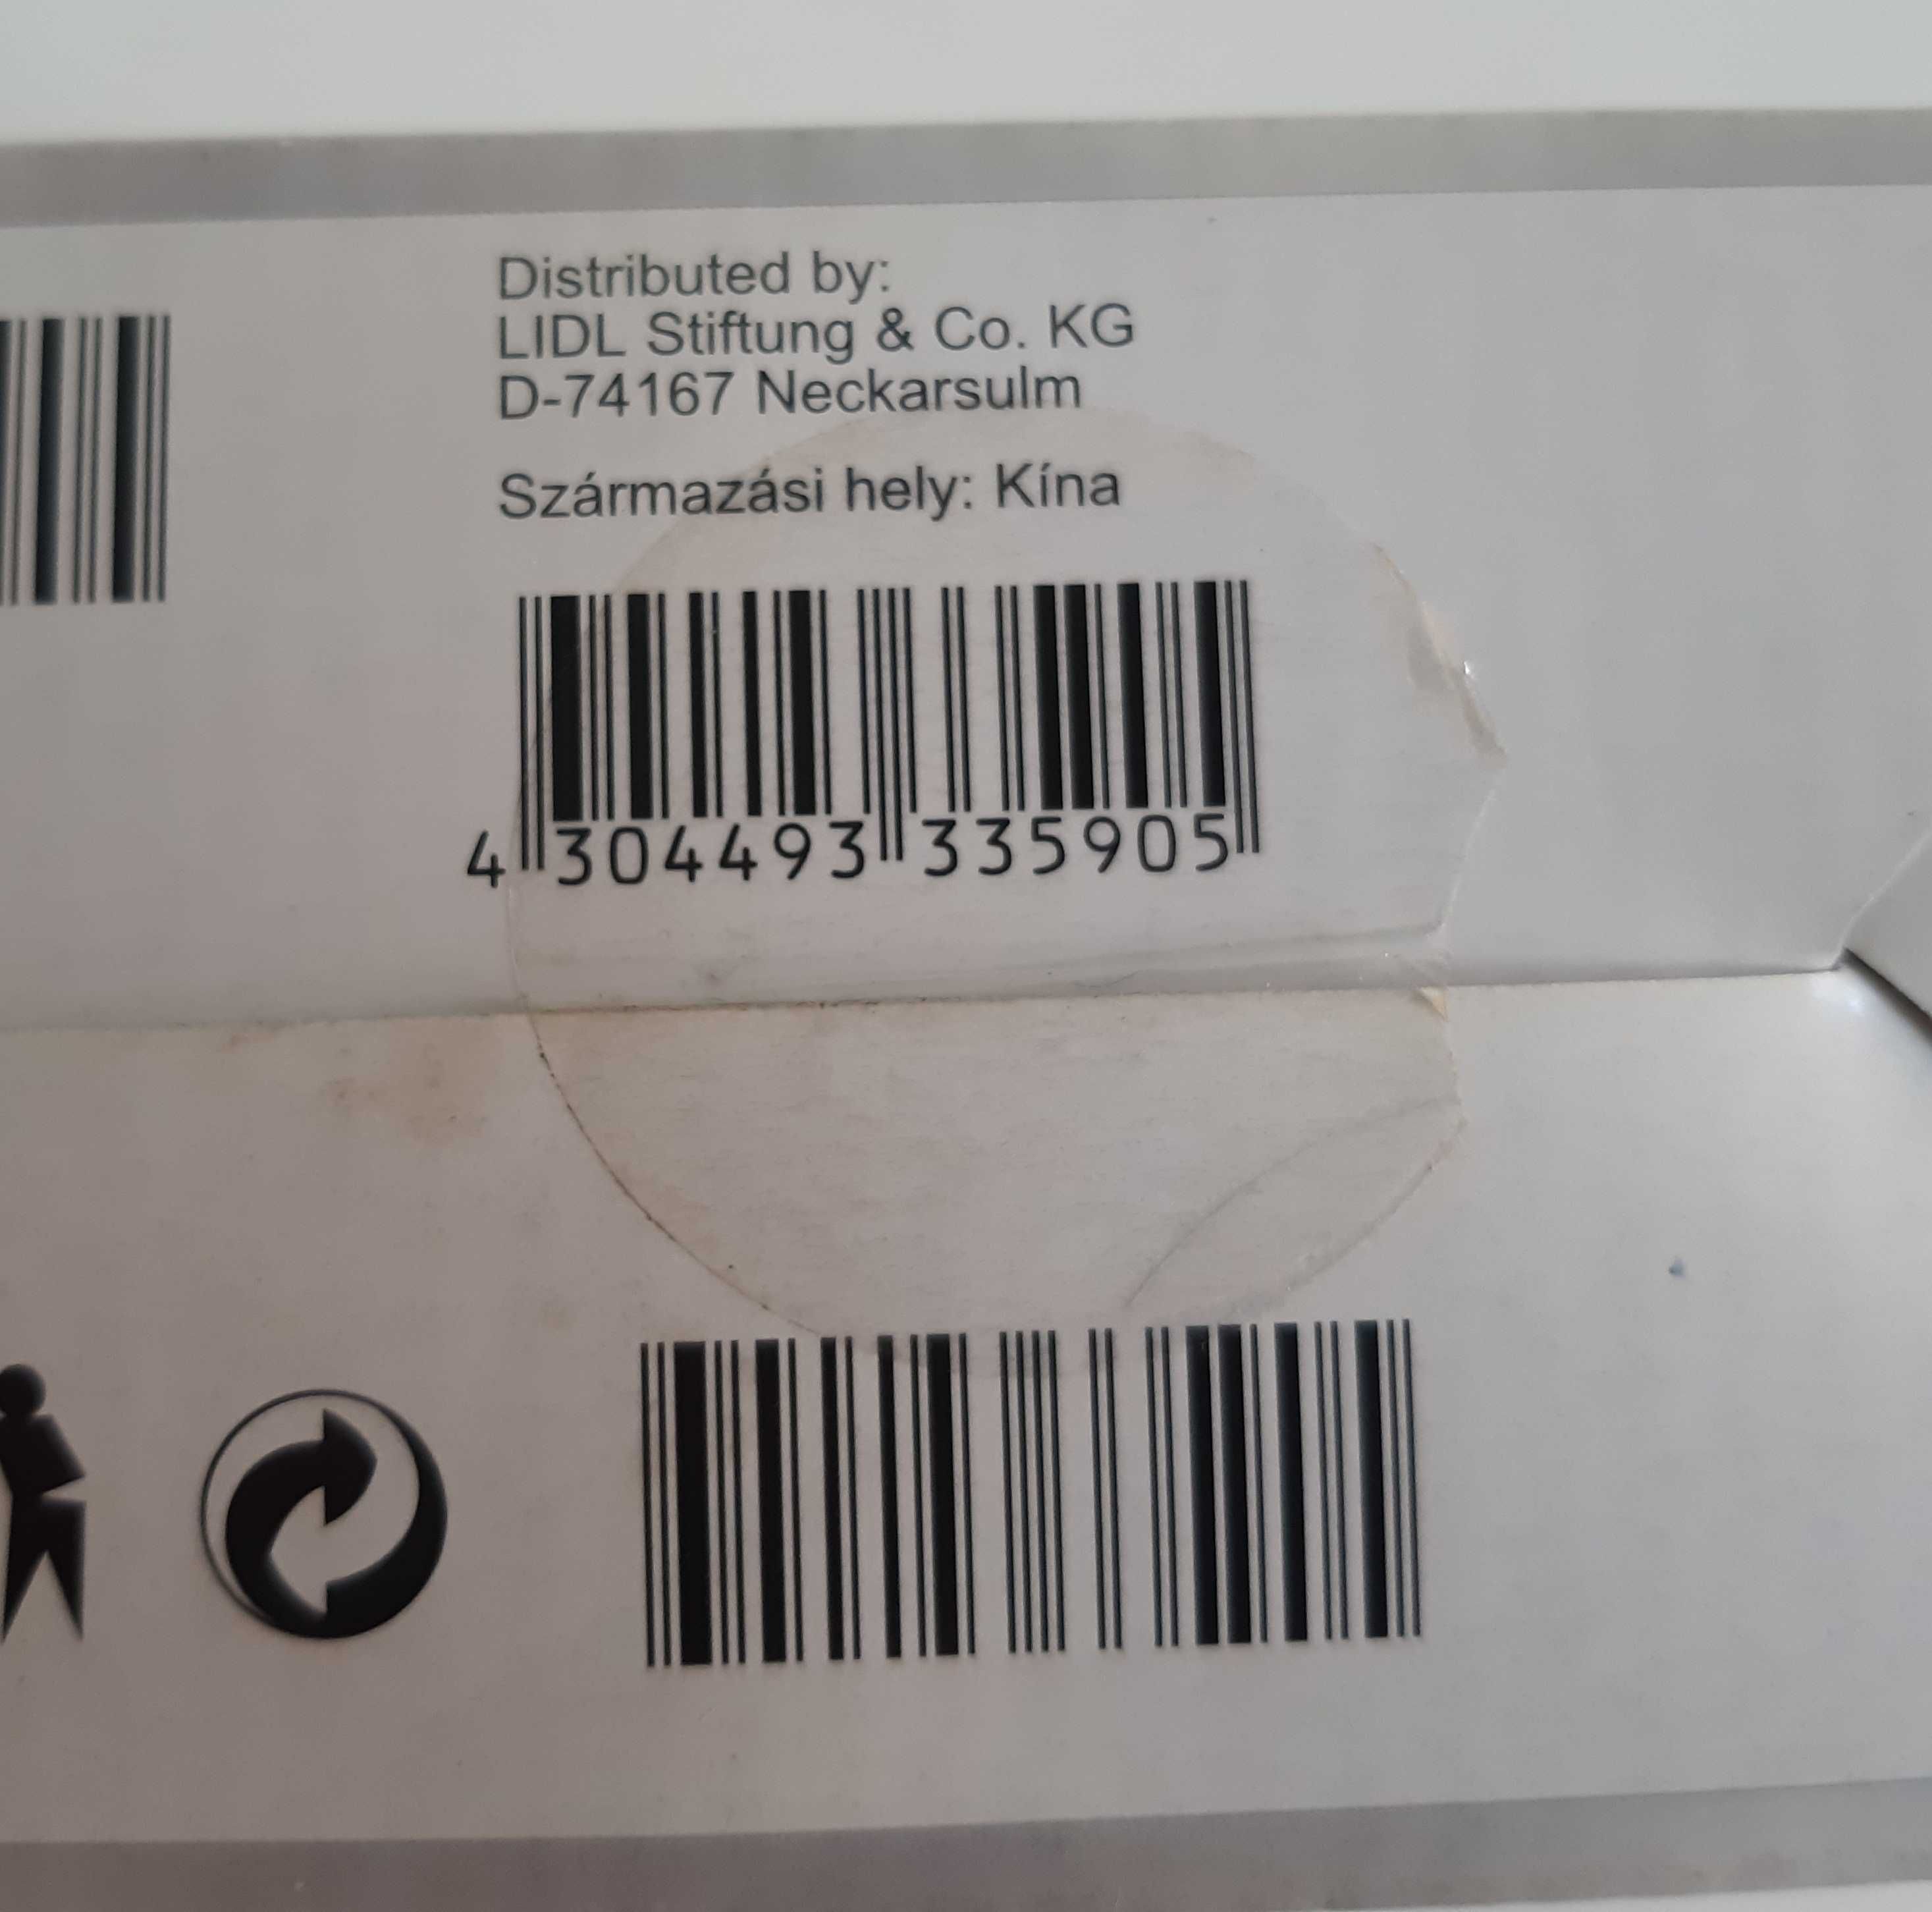 Distributed by:
LIDL Stiftung & Co. KG
D-74167 Neckarsulm
Származási hely: Kína
4 304493 335905